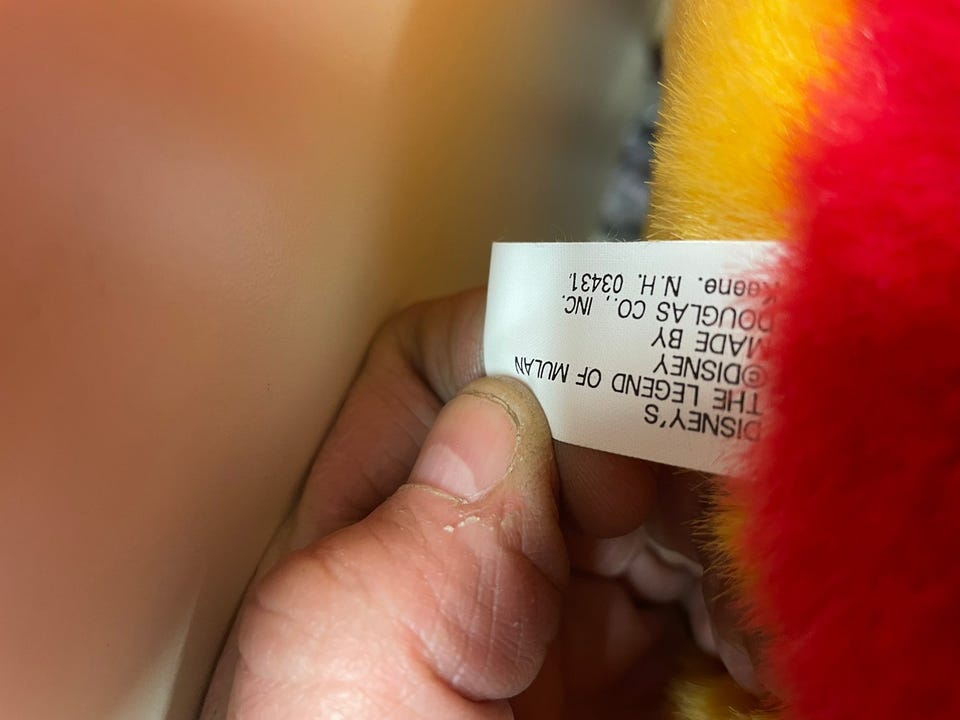 DISNEY'S
THE LEGEND OF MULAN
©DISNEY
MADE BY
DOUGLAS CO., INC.
Keene, N.H. 03431